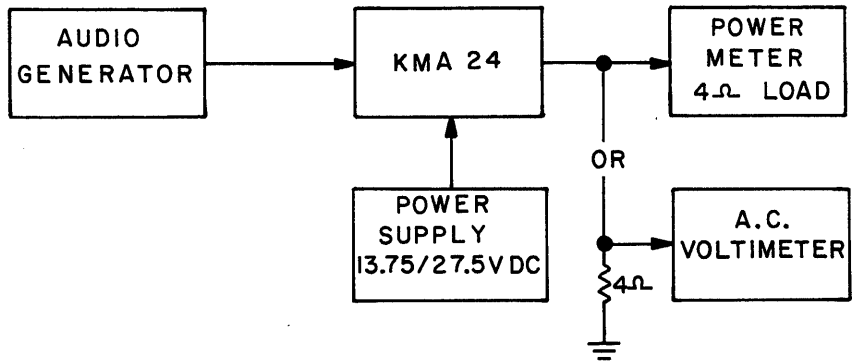 AUDIO
GENERATOR
KMA 24
POWER
METER
4Ω LOAD
OR
POWER
SUPPLY
13.75/27.5V DC
A.C.
VOLTIMETER
4Ω